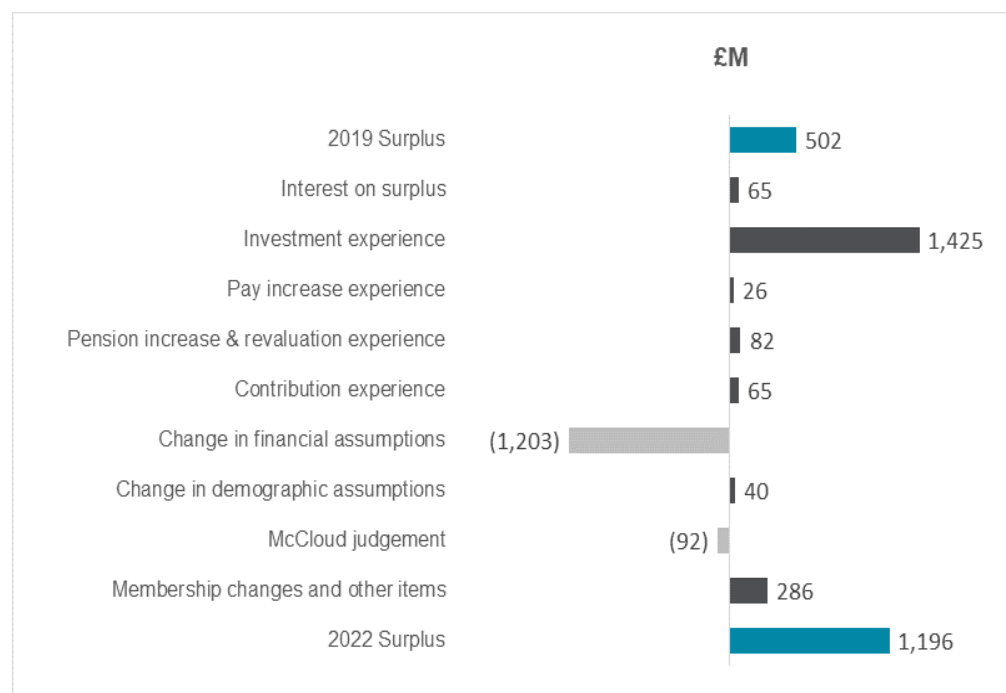 £M
2019 Surplus 502
Interest on surplus 65
Investment experience 1,425
Pay increase experience 26
Pension increase & revaluation experience 82
Contribution experience 65
Change in financial assumptions (1,203)
Change in demographic assumptions 40
McCloud judgement (92)
Membership changes and other items 286
2022 Surplus 1,196